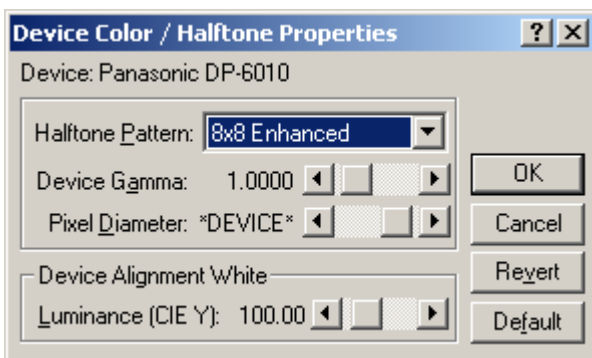 Device Color / Halftone Properties ? X
Device: Panasonic DP-6010
Halftone Pattern: 8x8 Enhanced
Device Gamma: 1.0000
Pixel Diameter: *DEVICE*
OK
Cancel
Device Alignment White
Revert
Luminance (CIE Y): 100.00
Default